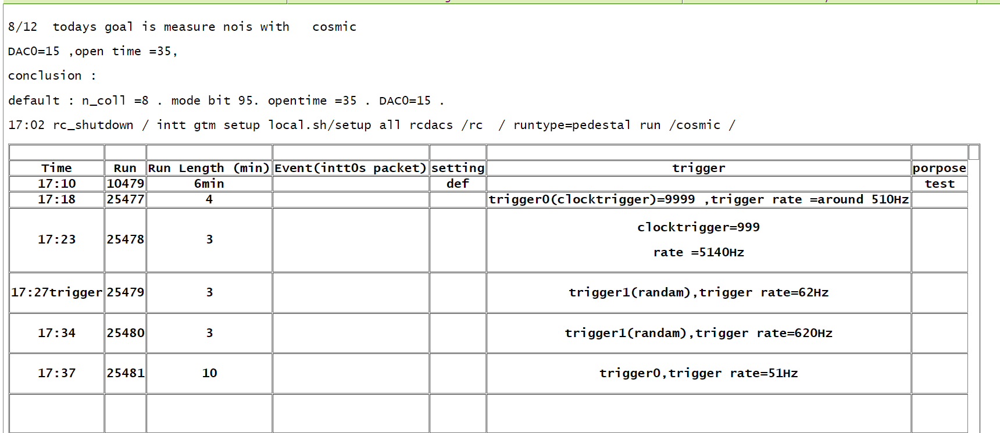 8/12 todays goal is measure nois with cosmic
DAC0=15 ,open time =35,
conclusion :
default : n_coll =8 . mode bit 95. opentime =35 . DAC0=15 .
17:02 rc_shutdown / intt gtm setup local.sh/setup all rcdacs /rc / runtype=pedestal run /cosmic /
Time Run Run Length (min) Event(intt0s packet) setting trigger porpose
17:10 10479 6min def test
17:18 25477 4 trigger0(clocktrigger)=9999 ,trigger rate =around 510Hz
17:23 25478 3 clocktrigger=999
rate =5140Hz
17:27trigger 25479 3 trigger1(randam),trigger rate=62Hz
17:34 25480 3 trigger1(randam),trigger rate=620Hz
17:37 25481 10 trigger0,trigger rate=51Hz